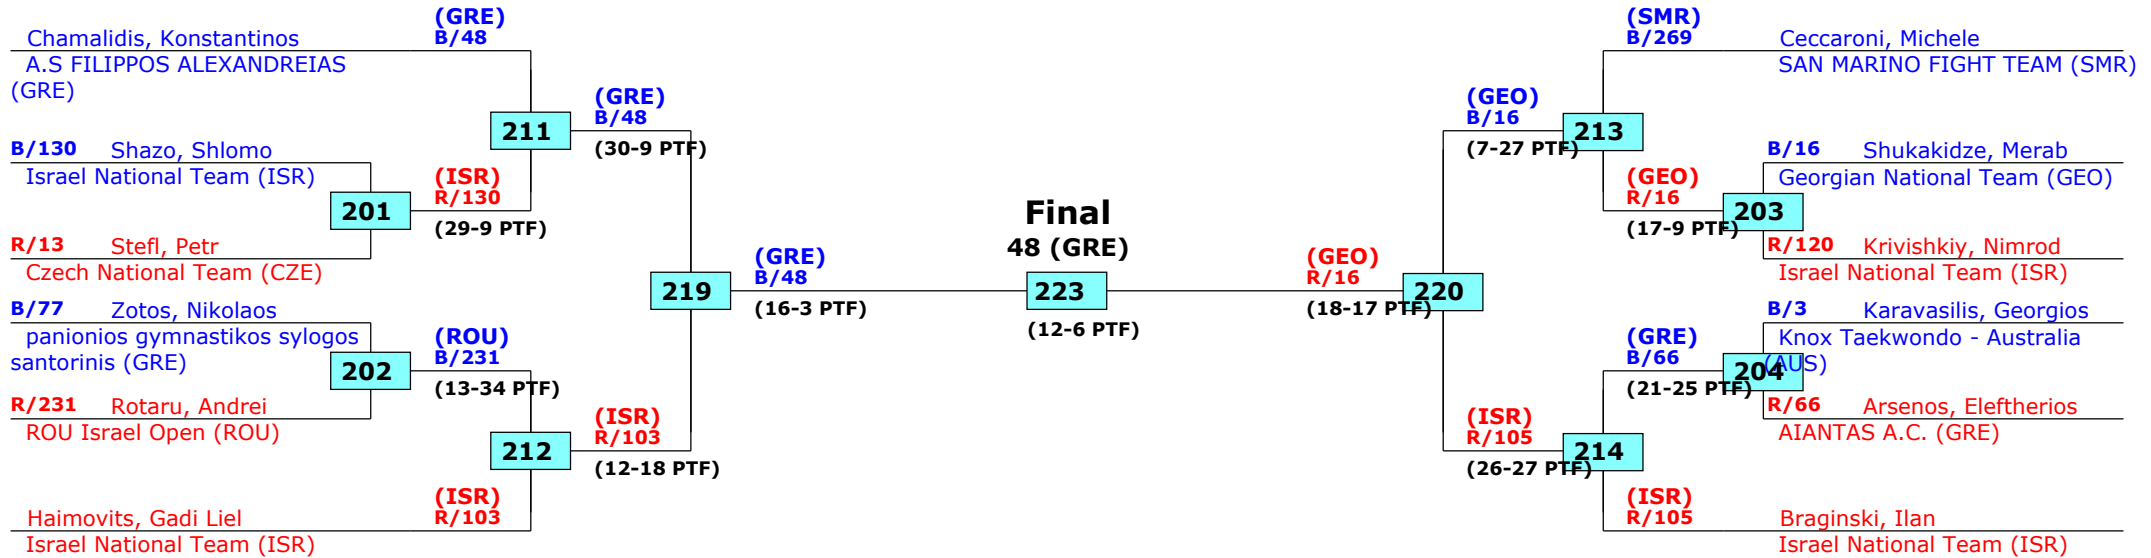 (GRE)
B/48
Chamalidis, Konstantinos
A.S FILIPPOS ALEXANDREIAS
(GRE)
B/130 Shazo, Shlomo
Israel National Team (ISR)
201
R/13 Stefl, Petr
Czech National Team (CZE)
B/77 Zotos, Nikolaos
panionios gymnastikos sylogos
santorinis (GRE)
202
R/231 Rotaru, Andrei
ROU Israel Open (ROU)
Haimovits, Gadi Liel
Israel National Team (ISR)
(ISR)
R/130
(29-9 PTF)
(ROU)
B/231
(13-34 PTF)
(ISR)
R/103
211
212
(GRE)
B/48
(30-9 PTF)
(ISR)
R/103
(12-18 PTF)
219
(GRE)
B/48
(16-3 PTF)
Final
48 (GRE)
223
(12-6 PTF)
(GEO)
R/16
(18-17 PTF)
220
(GEO)
B/16
(7-27 PTF)
(ISR)
R/105
(26-27 PTF)
213
214
(SMR)
B/269
(GEO)
R/16
(17-9 PTF)
(GRE)
B/66
(21-25 PTF)
(ISR)
R/105
Ceccaroni, Michele
SAN MARINO FIGHT TEAM (SMR)
B/16 Shukakidze, Merab
Georgian National Team (GEO)
203
R/120 Krivishkiy, Nimrod
Israel National Team (ISR)
B/3 Karavasilis, Georgios
Knox Taekwondo - Australia
(AUS)
204
R/66 Arsenos, Eleftherios
AIANTAS A.C. (GRE)
Braginski, Ilan
Israel National Team (ISR)